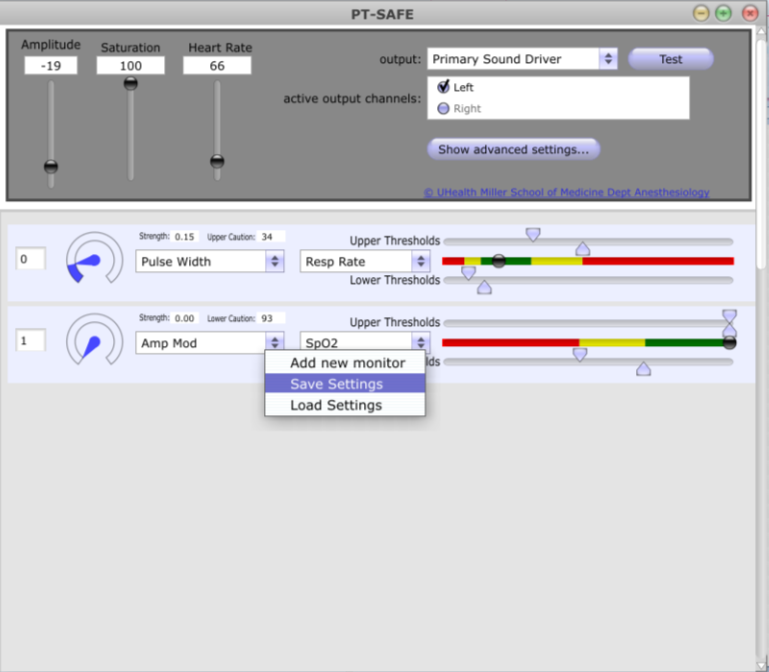 PT-SAFE
Amplitude Saturation Heart Rate
-19 100 66
output: Primary Sound Driver Test
active output channels: Left
Right
Show advanced settings...
© UHealth Miller School of Medicine Dept Anesthesiology
Strength: 0.15 Upper Caution: 34
Upper Thresholds
0 Pulse Width Resp Rate
Lower Thresholds
Strength: 0.00 Lower Caution: 93
Upper Thresholds
1 Amp Mod SpO2
lds
Add new monitor
Save Settings
Load Settings